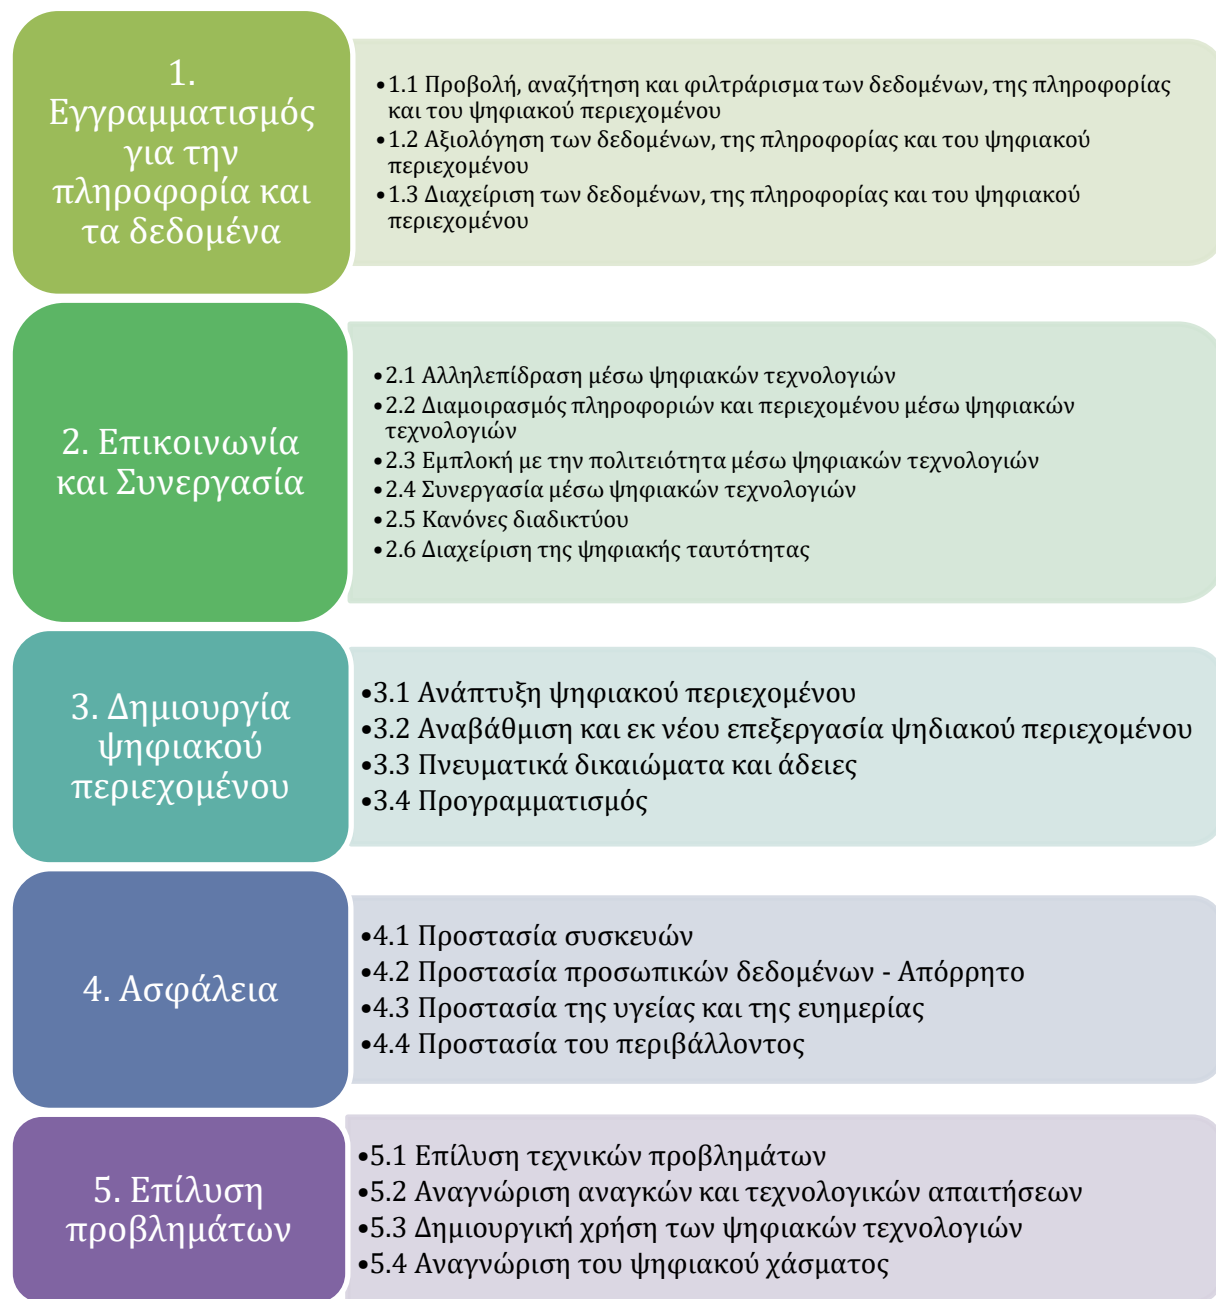 1.
Εγγραμματισμός
για την
πληροφορία και
τα δεδομένα
•1.1 Προβολή, αναζήτηση και φιλτράρισμα των δεδομένων, της πληροφορίας
και του ψηφιακού περιεχομένου
•1.2 Αξιολόγηση των δεδομένων, της πληροφορίας και του ψηφιακού
περιεχομένου
•1.3 Διαχείριση των δεδομένων, της πληροφορίας και του ψηφιακού
περιεχομένου
2. Επικοινωνία
και Συνεργασία
•2.1 Αλληλεπίδραση μέσω ψηφιακών τεχνολογιών
•2.2 Διαμοιρασμός πληροφοριών και περιεχομένου μέσω ψηφιακών
τεχνολογιών
•2.3 Εμπλοκή με την πολιτειότητα μέσω ψηφιακών τεχνολογιών
•2.4 Συνεργασία μέσω ψηφιακών τεχνολογιών
•2.5 Κανόνες διαδικτύου
•2.6 Διαχείριση της ψηφιακής ταυτότητας
3. Δημιουργία
ψηφιακού
περιεχομένου
•3.1 Ανάπτυξη ψηφιακού περιεχομένου
•3.2 Αναβάθμιση και εκ νέου επεξεργασία ψηδιακού περιεχομένου
•3.3 Πνευματικά δικαιώματα και άδειες
•3.4 Προγραμματισμός
4. Ασφάλεια
•4.1 Προστασία συσκευών
•4.2 Προστασία προσωπικών δεδομένων - Απόρρητο
•4.3 Προστασία της υγείας και της ευημερίας
•4.4 Προστασία του περιβάλλοντος
5. Επίλυση
προβλημάτων
•5.1 Επίλυση τεχνικών προβλημάτων
•5.2 Αναγνώριση αναγκών και τεχνολογικών απαιτήσεων
•5.3 Δημιουργική χρήση των ψηφιακών τεχνολογιών
•5.4 Αναγνώριση του ψηφιακού χάσματος